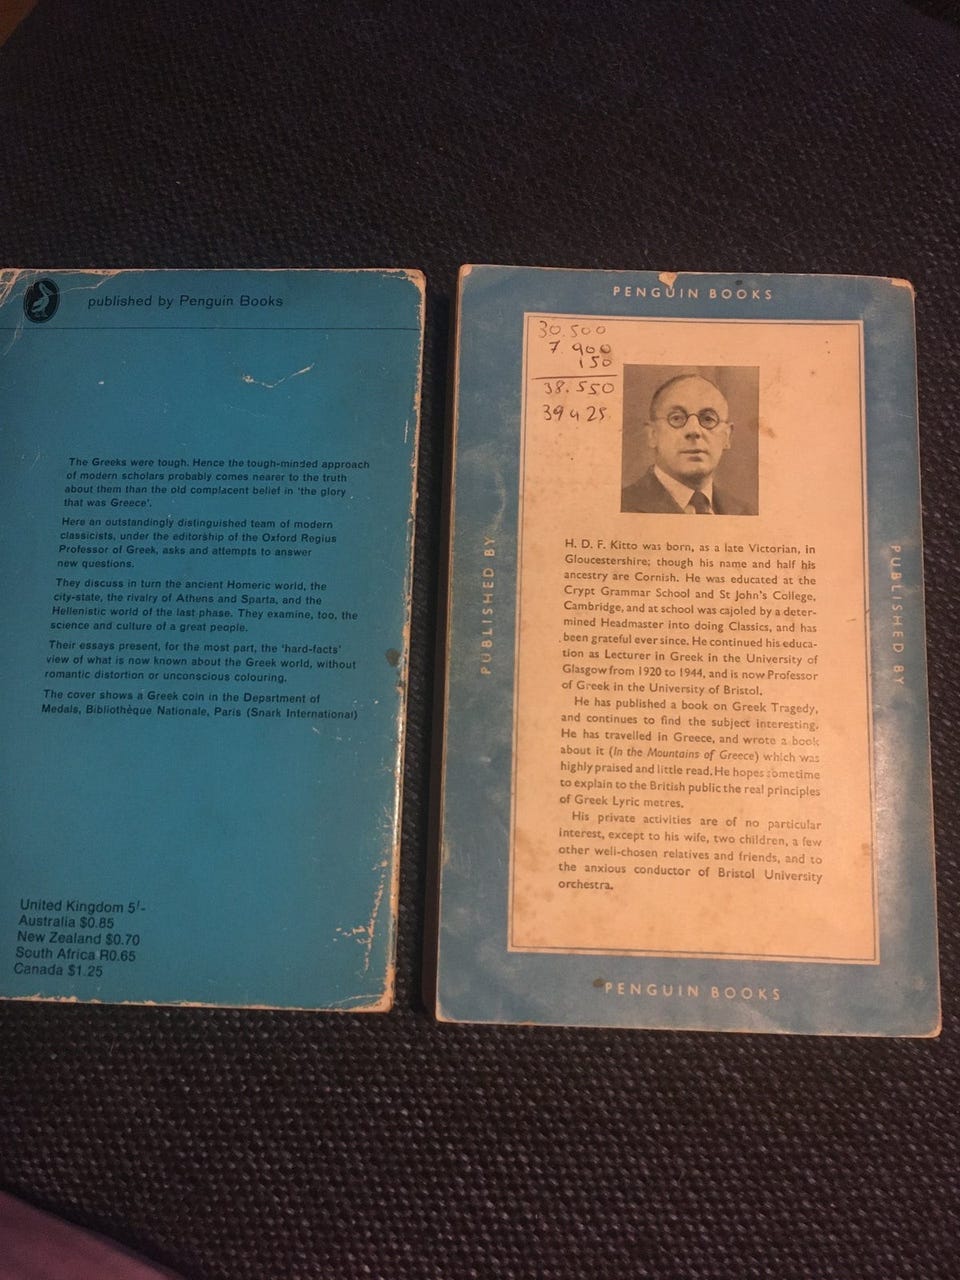 published by Penguin Books
The Greeks were tough. Hence the tough-minded approach
of modern scholars probably comes nearer to the truth
about them than the old complacent belief in 'the glory
that was Greece'.
Here an outstandingly distinguished team of modern
classicists, under the editorship of the Oxford Regius
Professor of Greek, asks and attempts to answer
new questions.
They discuss in turn the ancient Homeric world, the
city-state, the rivalry of Athens and Sparta, and the
Hellenistic world of the last phase. They examine, too, the
science and culture of a great people.
Their essays present, for the most part, the 'hard-facts'
view of what is now known about the Greek world, without
romantic distortion or unconscious colouring.
The cover shows a Greek coin in the Department of
Medals, Bibliothèque Nationale, Paris (Snark International)
United Kingdom 5/-
Australia $0.85
New Zealand $0.70
South Africa R0.65
Canada $1.25
PENGUIN BOOKS
30.500
7.900
150
38.550
39425
PUBLISHED BY
PUBLISHED BY
H. D. F. Kitto was born, as a late Victorian, in
Gloucestershire; though his name and half his
ancestry are Cornish. He was educated at the
Crypt Grammar School and St John's College,
Cambridge, and at school was cajoled by a deter-
mined Headmaster into doing Classics, and has
been grateful ever since. He continued his educa-
tion as Lecturer in Greek in the University of
Glasgow from 1920 to 1944, and is now Professor
of Greek in the University of Bristol.
He has published a book on Greek Tragedy,
and continues to find the subject interesting.
He has travelled in Greece, and wrote a book
about it (In the Mountains of Greece) which was
highly praised and little read. He hopes sometime
to explain to the British public the real principles
of Greek Lyric metres.
His private activities are of no particular
interest, except to his wife, two children, a few
other well-chosen relatives and friends, and to
the anxious conductor of Bristol University
orchestra.
PENGUIN BOOKS